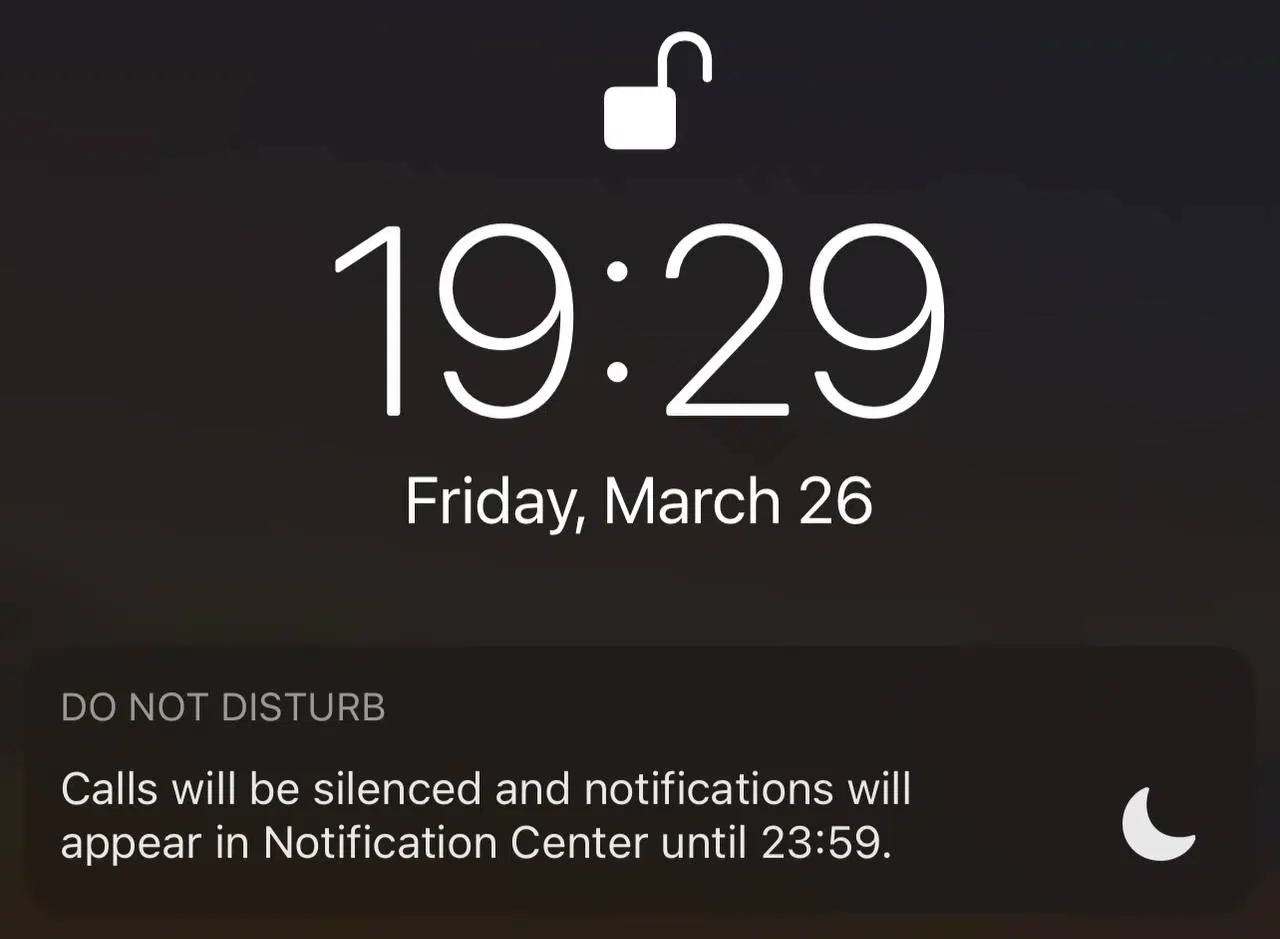 19:29
Friday, March 26
DO NOT DISTURB
Calls will be silenced and notifications will
appear in Notification Center until 23:59.